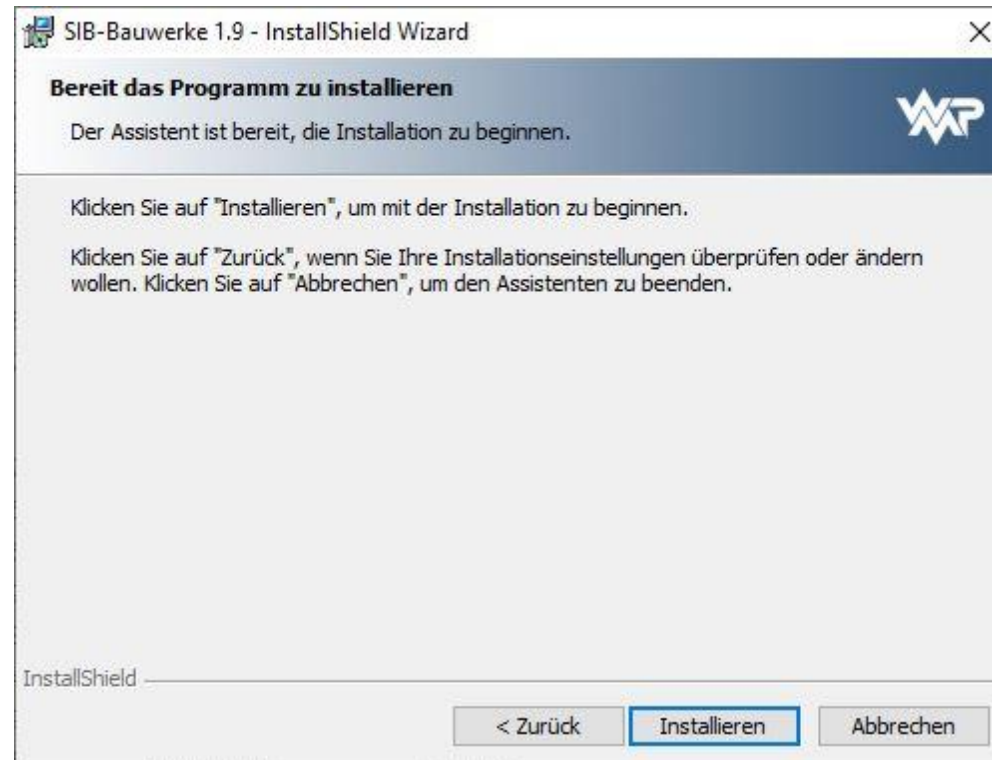 SIB-Bauwerke 1.9 - InstallShield Wizard
Bereit das Programm zu installieren
Der Assistent ist bereit, die Installation zu beginnen.
WMP
Klicken Sie auf "Installieren", um mit der Installation zu beginnen.
Klicken Sie auf "Zurück", wenn Sie Ihre Installationseinstellungen überprüfen oder ändern
wollen. Klicken Sie auf "Abbrechen", um den Assistenten zu beenden.
InstallShield
< Zurück
Installieren
Abbrechen